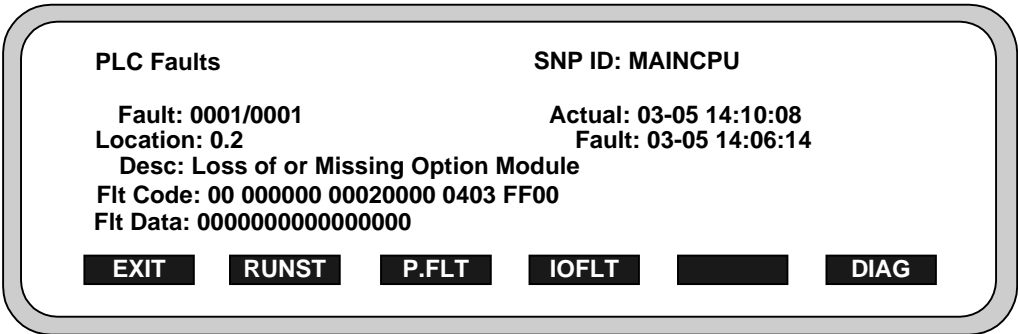 PLC Faults SNP ID: MAINCPU
Fault: 0001/0001 Actual: 03-05 14:10:08
Location: 0.2 Fault: 03-05 14:06:14
Desc: Loss of or Missing Option Module
Flt Code: 00 000000 00020000 0403 FF00
Flt Data: 0000000000000000
EXIT RUNST P.FLT IOFLT DIAG